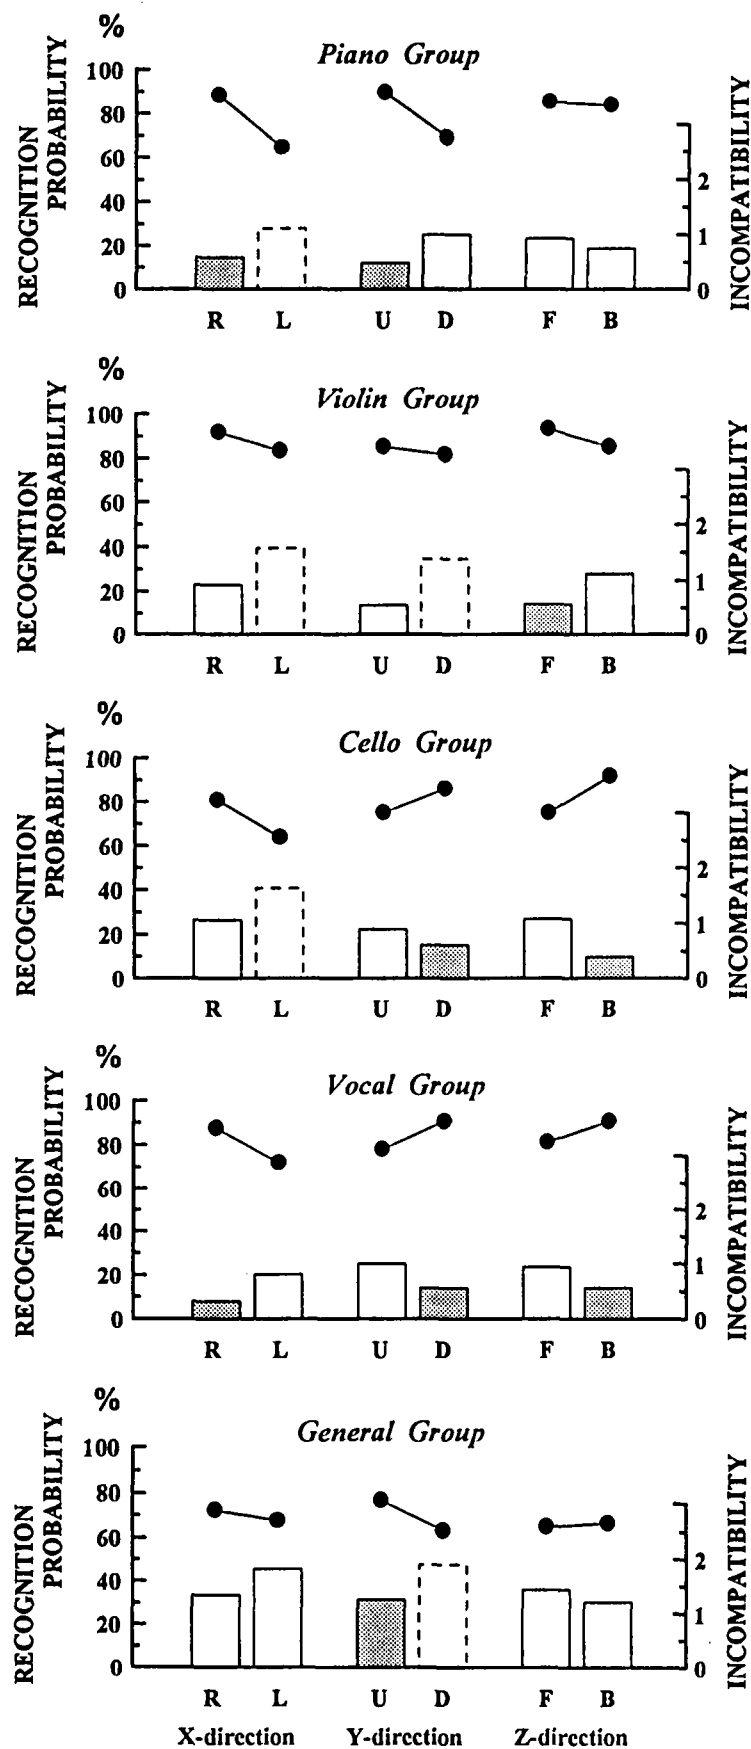 %
Piano Group
RECOGNITION
PROBABILITY
100
80
60
40
20
0
2
1
0
INCOMPATIBILITY
R L U D F B
%
Violin Group
RECOGNITION
PROBABILITY
100
80
60
40
20
0
2
1
0
INCOMPATIBILITY
R L U D F B
%
Cello Group
RECOGNITION
PROBABILITY
100
80
60
40
20
0
2
1
0
INCOMPATIBILITY
R L U D F B
%
Vocal Group
RECOGNITION
PROBABILITY
100
80
60
40
20
0
2
1
0
INCOMPATIBILITY
R L U D F B
%
General Group
RECOGNITION
PROBABILITY
100
80
60
40
20
0
2
1
0
INCOMPATIBILITY
R L U D F B
X-direction Y-direction Z-direction